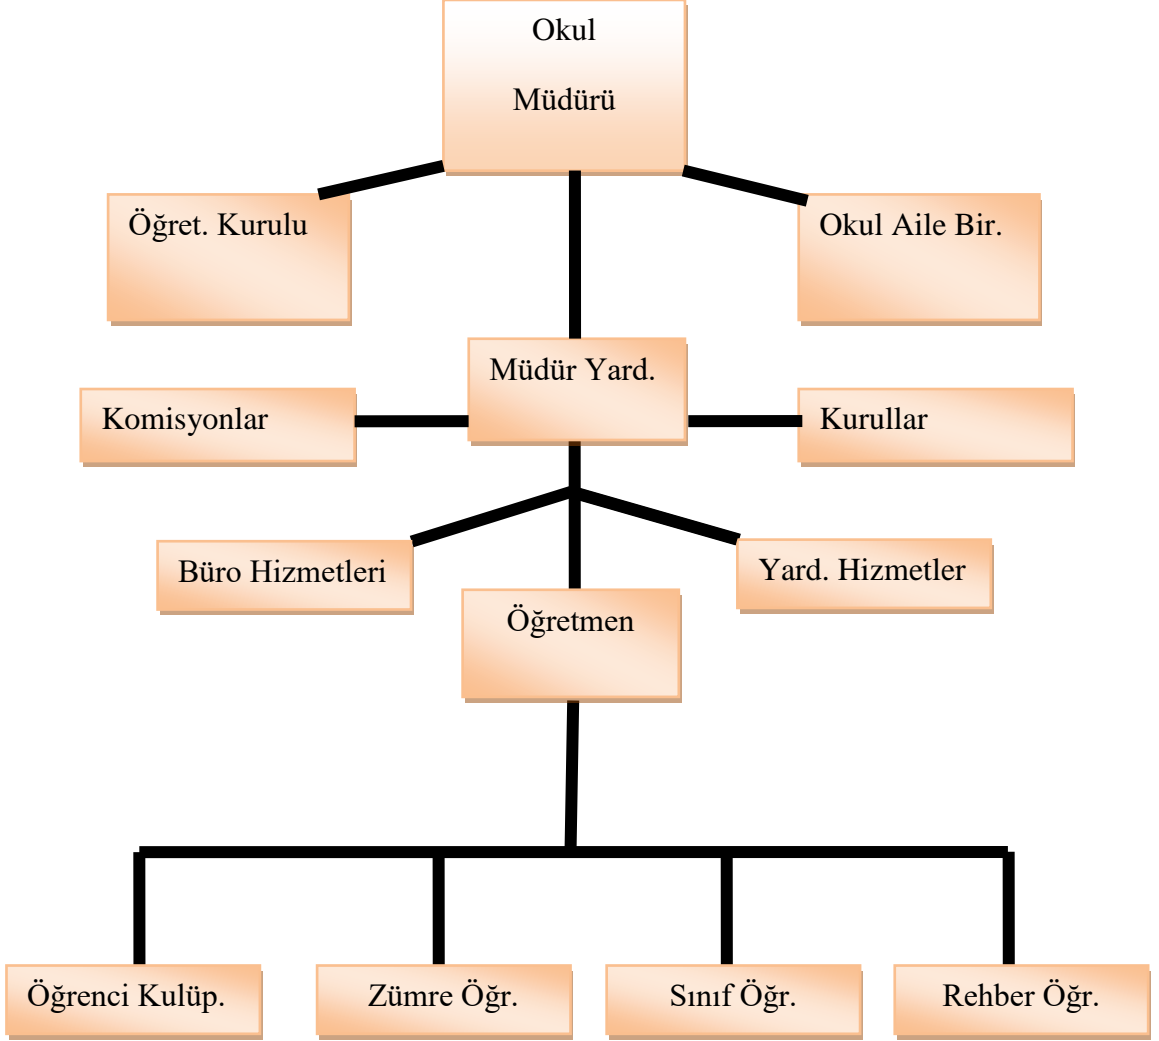 Okul
Müdürü
Öğret. Kurulu
Okul Aile Bir.
Müdür Yard.
Komisyonlar
Kurullar
Büro Hizmetleri
Yard. Hizmetler
Öğretmen
Öğrenci Kulüp.
Zümre Öğr.
Sınıf Öğr.
Rehber Öğr.